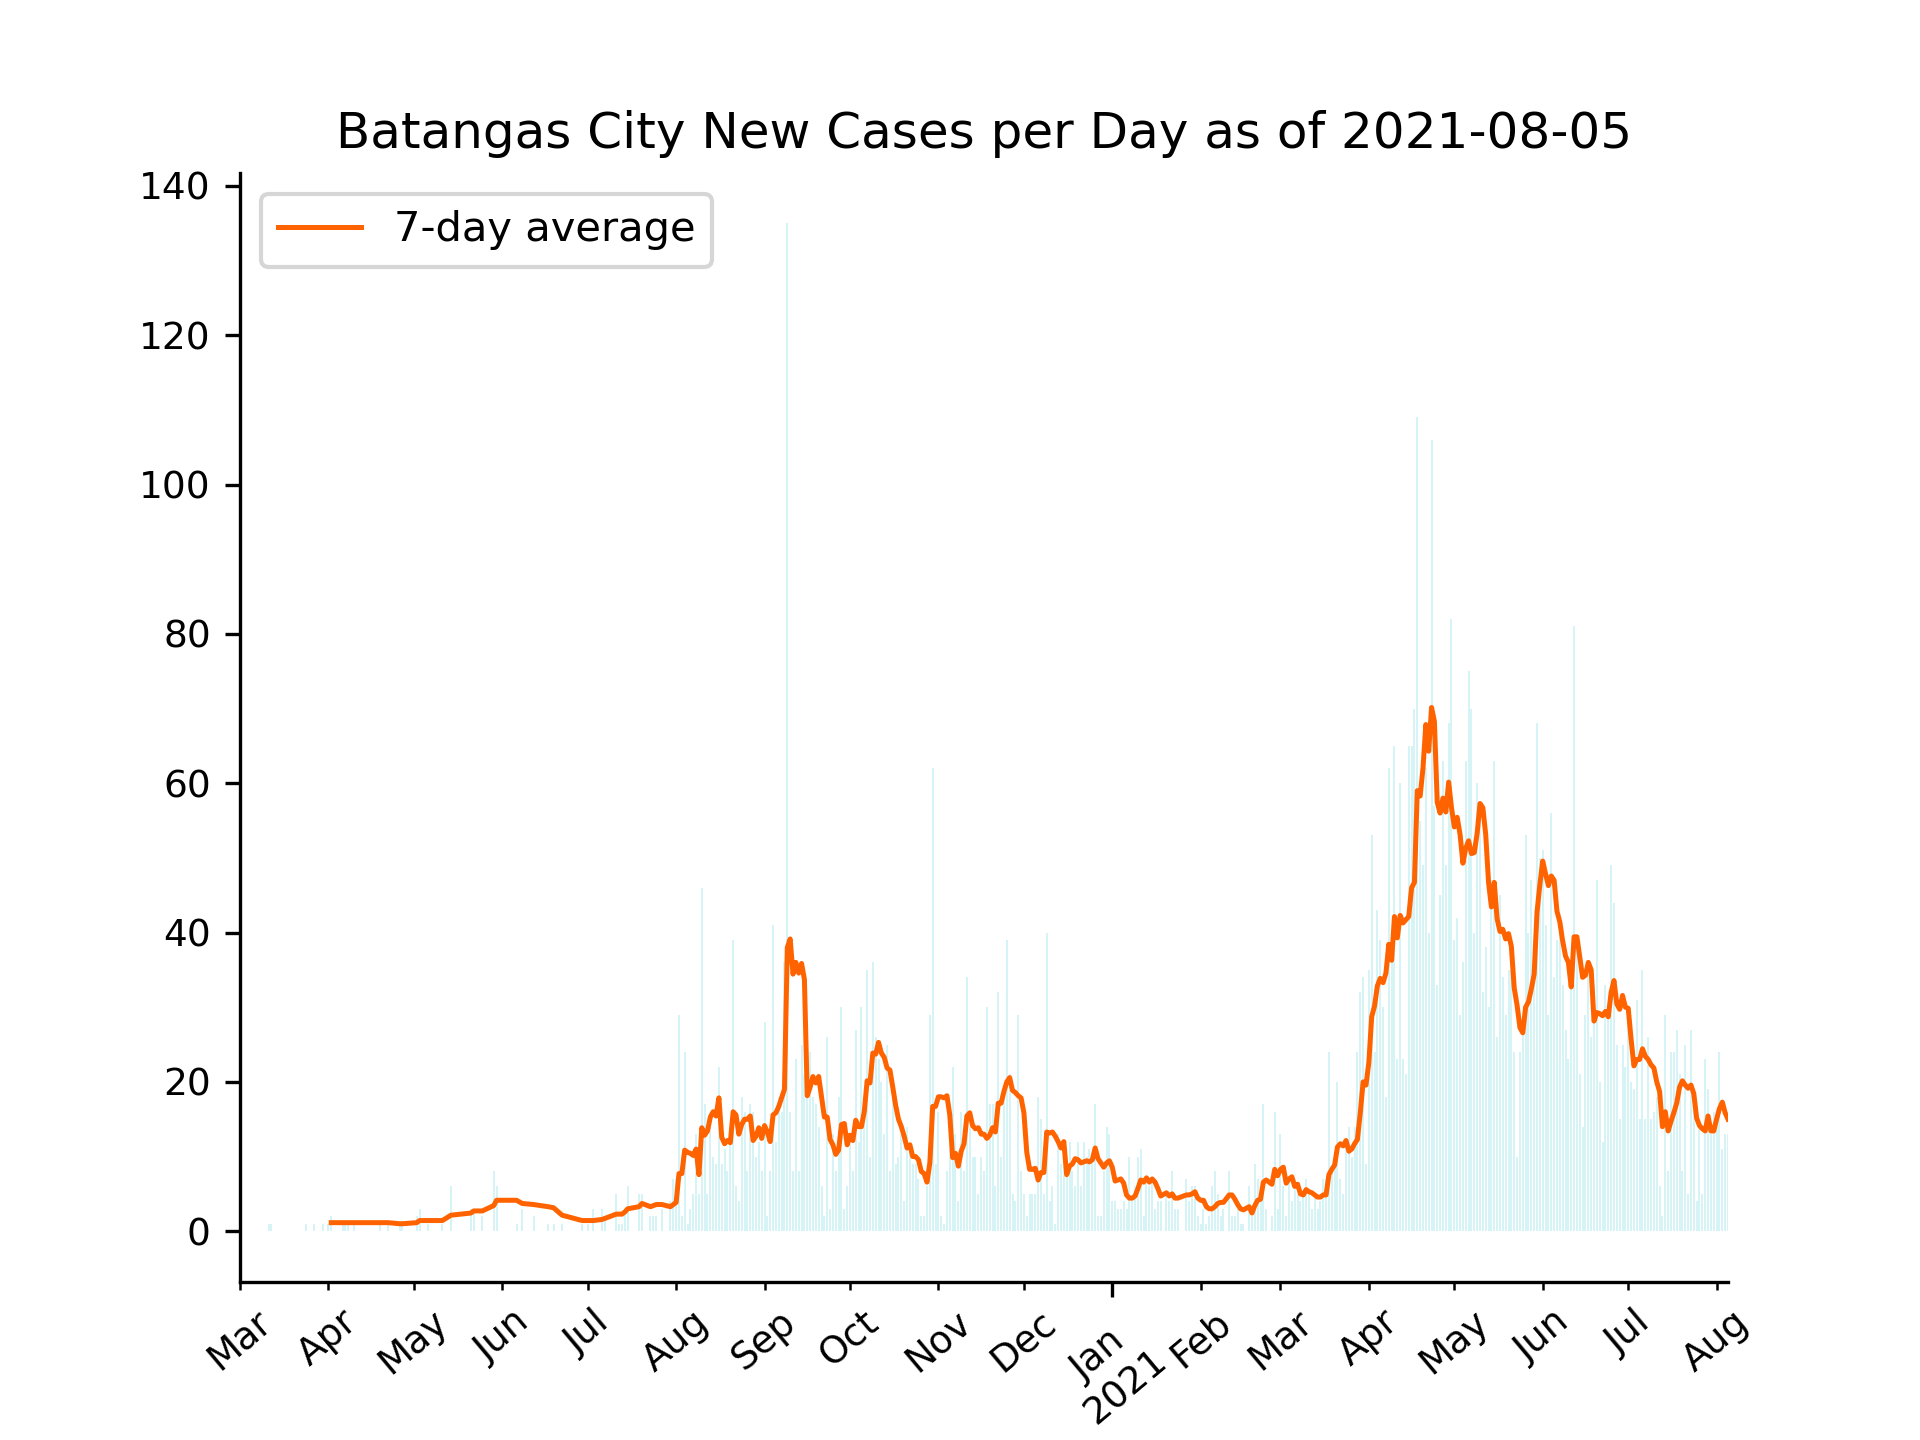 Batangas City New Cases per Day as of 2021-08-05
7-day average
140
120
100
80
60
40
20
0
Mar
Apr
May
Jun
Jul
Aug
Sep
Oct
Nov
Dec
Jan
2021
Feb
Mar
Apr
May
Jun
Jul
Aug